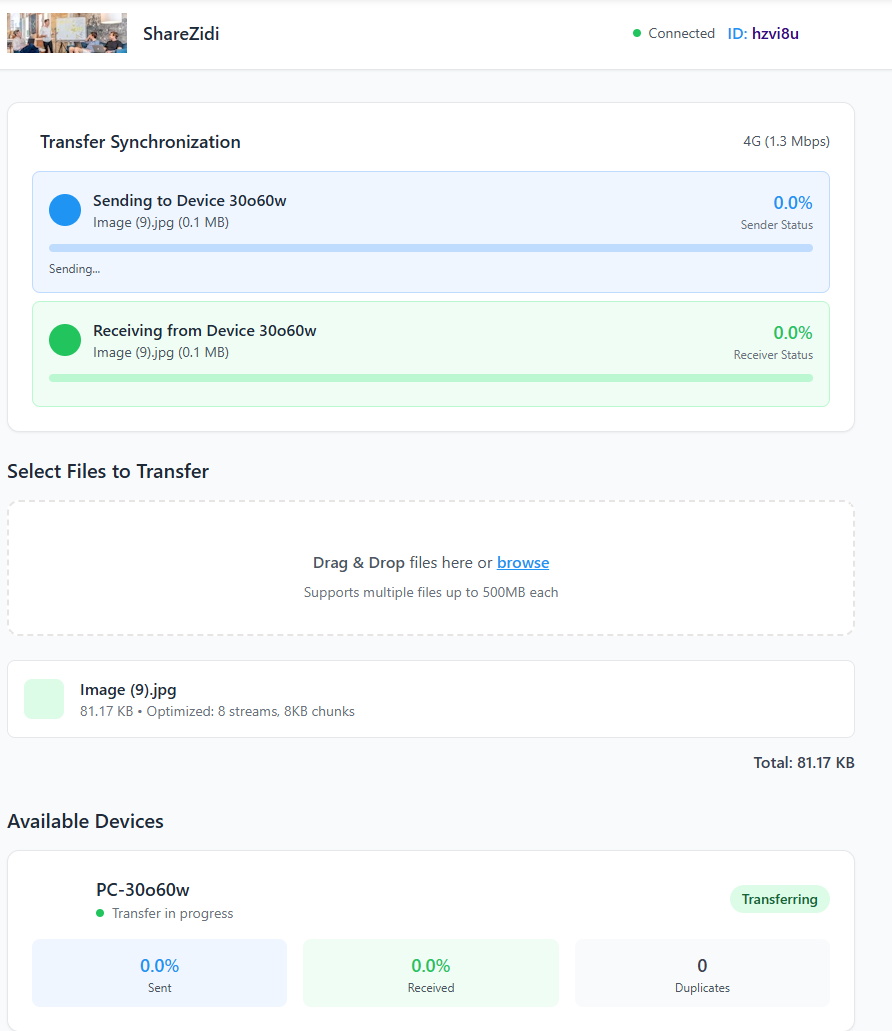 ShareZidi
Connected ID: hzvi8u
Transfer Synchronization
4G (1.3 Mbps)
Sending to Device 30o60w
0.0%
Image (9).jpg (0.1 MB)
Sender Status
Sending...
Receiving from Device 30o60w
0.0%
Image (9).jpg (0.1 MB)
Receiver Status
Select Files to Transfer
Drag & Drop files here or browse
Supports multiple files up to 500MB each
Image (9).jpg
81.17 KB • Optimized: 8 streams, 8KB chunks
Total: 81.17 KB
Available Devices
PC-30o60w
Transfer in progress
Transferring
0.0%
Sent
0.0%
Received
0
Duplicates